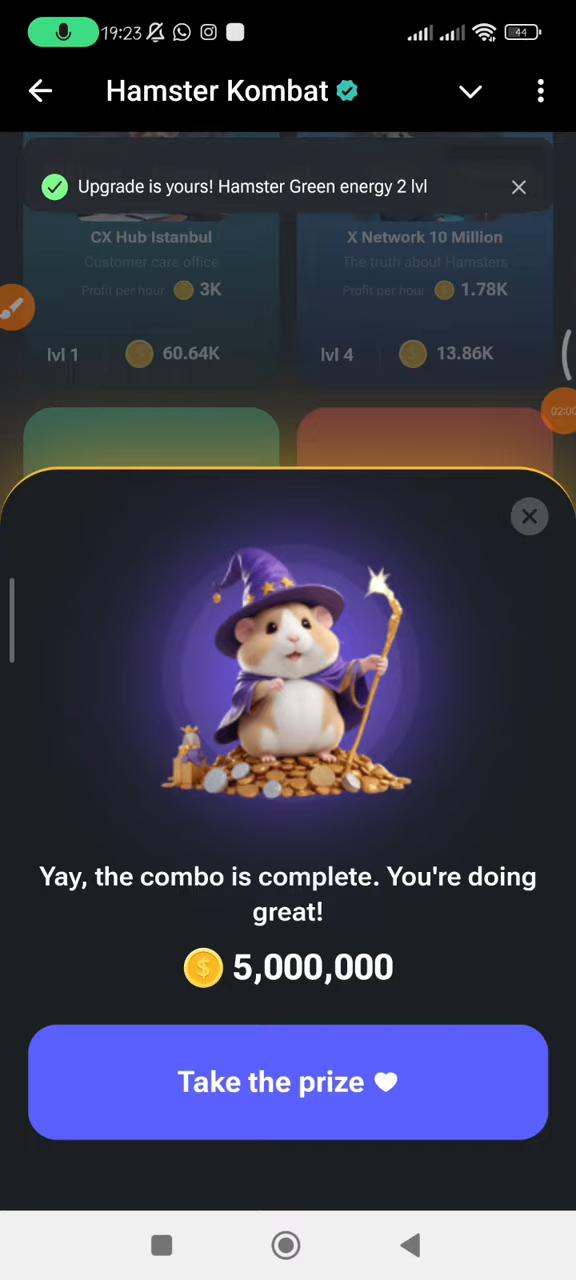 19:23
44
Hamster Kombat
Upgrade is yours! Hamster Green energy 2 lvl
CX Hub Istanbul
X Network 10 Million
Customer care office
The truth about Hamsters
Profit per hour 3K
Profit per hour 1.78K
lvl 1 60.64K
lvl 4 13.86K
02:00
Yay, the combo is complete. You're doing
great!
5,000,000
Take the prize